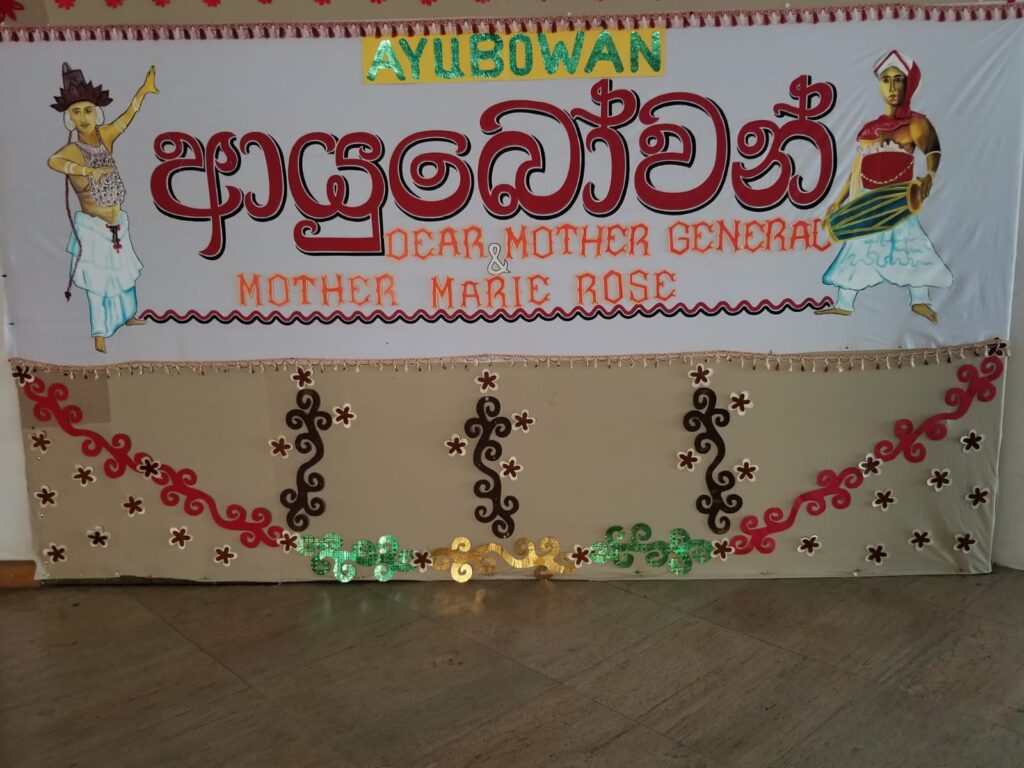 AYUBOWAN
ආයුබෝවන්
DEAR MOTHER GENERAL
&
MOTHER MARIE ROSE